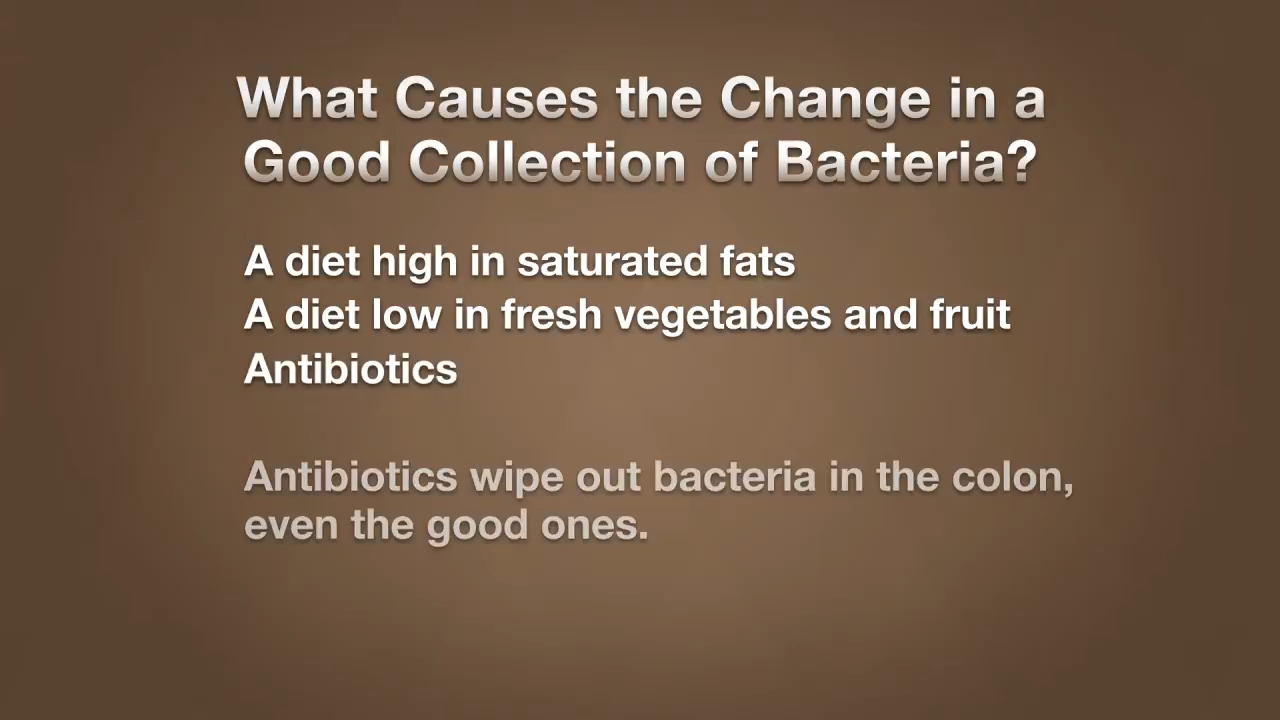 What Causes the Change in a
Good Collection of Bacteria?
A diet high in saturated fats
A diet low in fresh vegetables and fruit
Antibiotics
Antibiotics wipe out bacteria in the colon,
even the good ones.